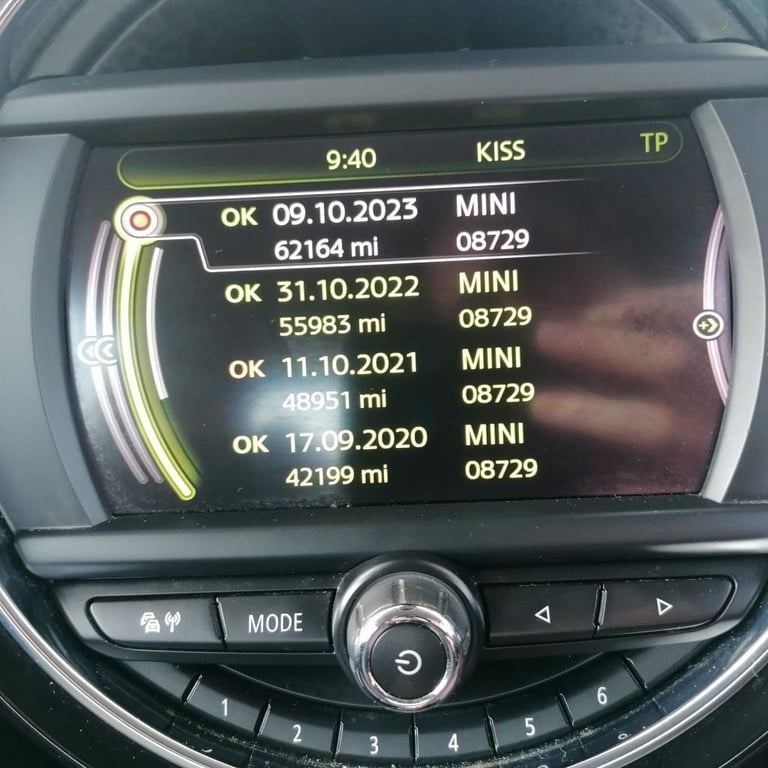 9:40 KISS TP
OK 09.10.2023 MINI
62164 mi 08729
OK 31.10.2022 MINI
55983 mi 08729
OK 11.10.2021 MINI
48951 mi 08729
OK 17.09.2020 MINI
42199 mi 08729
MODE
1 2 3 4 5 6